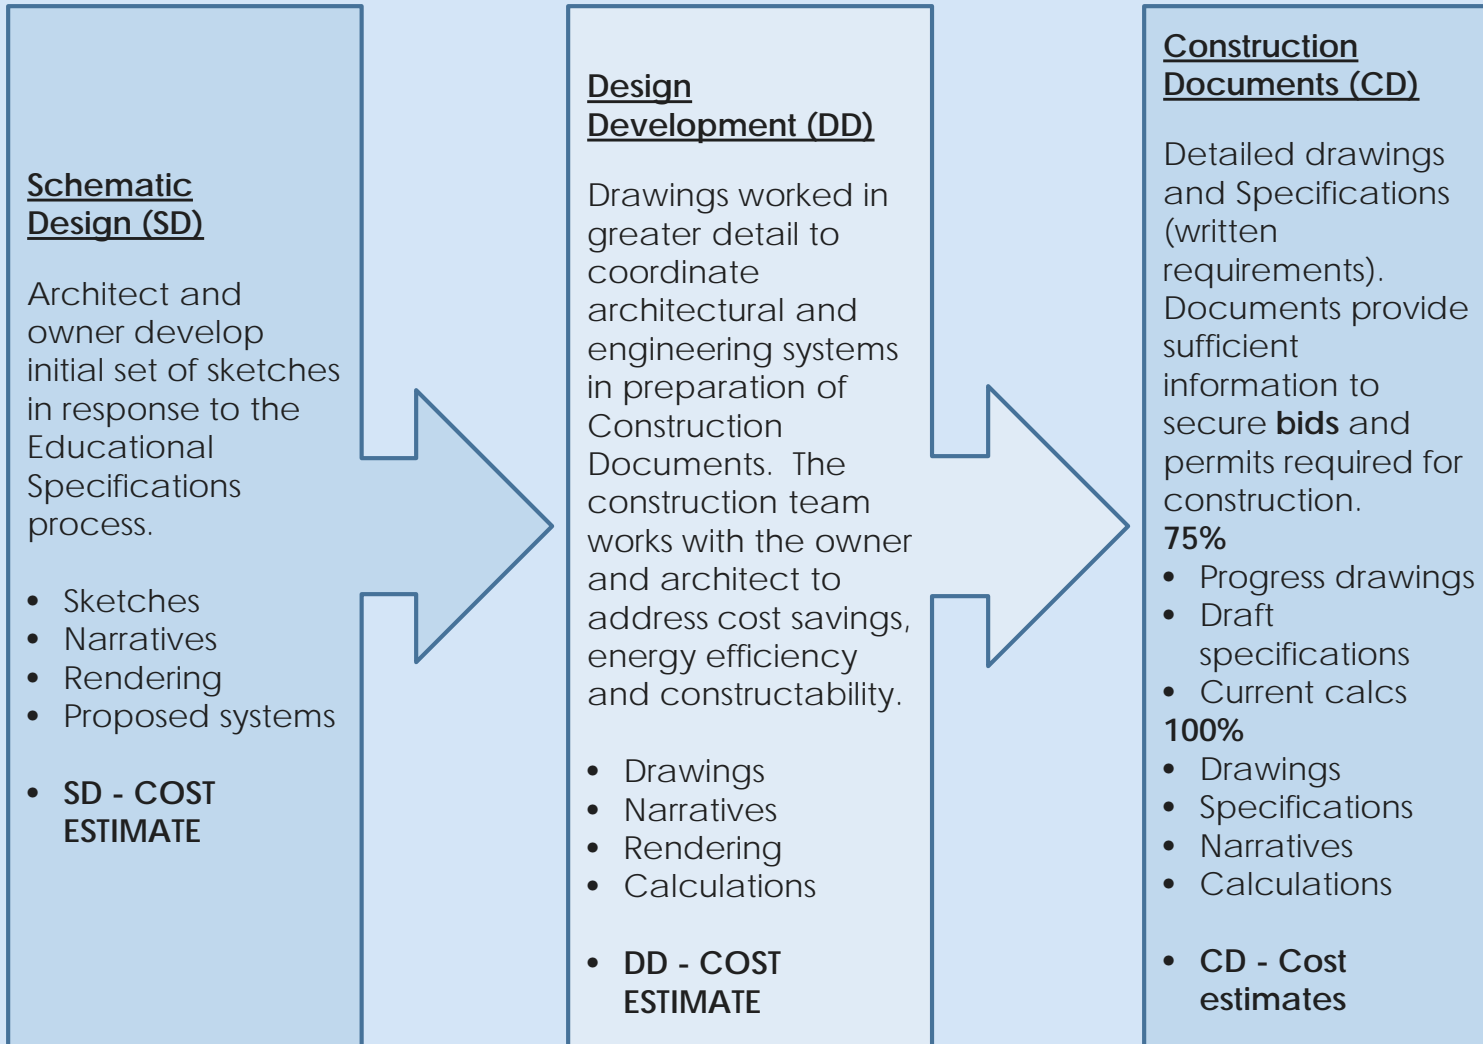 Schematic
Design (SD)
Architect and
owner develop
initial set of sketches
in response to the
Educational
Specifications
process.
• Sketches
• Narratives
• Rendering
• Proposed systems
• SD - COST
ESTIMATE
Design
Development (DD)
Drawings worked in
greater detail to
coordinate
architectural and
engineering systems
in preparation of
Construction
Documents.  The
construction team
works with the owner
and architect to
address cost savings,
energy efficiency
and constructability.
• Drawings
• Narratives
• Rendering
• Calculations
• DD - COST
ESTIMATE
Construction
Documents (CD)
Detailed drawings
and Specifications
(written
requirements).
Documents provide
sufficient
information to
secure bids and
permits required for
construction.
75%
• Progress drawings
• Draft
specifications
• Current calcs
100%
• Drawings
• Specifications
• Narratives
• Calculations
• CD - Cost
estimates